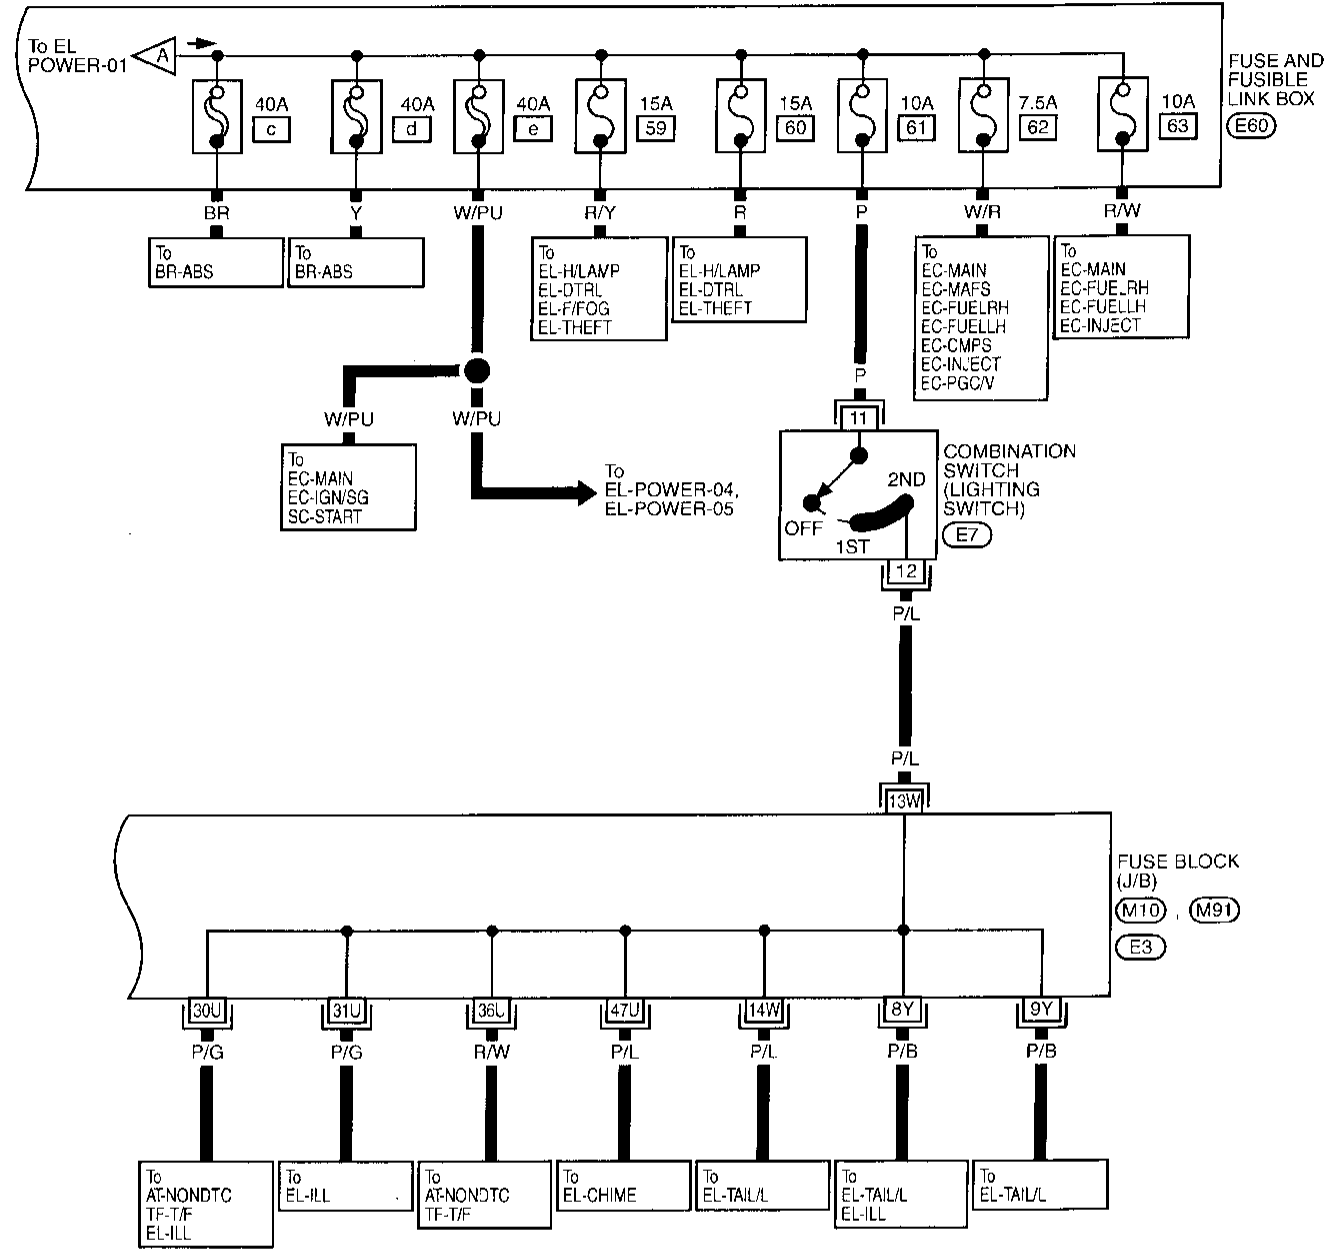 To EL
POWER-01
A
40A
c
40A
d
40A
e
15A
59
15A
60
10A
61
7.5A
62
10A
63
FUSE AND
FUSIBLE
LINK BOX
E60
BR
Y
W/PU
R/Y
R
P
W/R
R/W
To
BR-ABS
To
BR-ABS
To
EL-H/LAMP
EL-DTRL
EL-F/FOG
EL-THEFT
To
EL-H/LAMP
EL-DTRL
EL-THEFT
To
EC-MAIN
EC-MAFS
EC-FUELRH
EC-FUELLH
EC-CMPS
EC-INJECT
EC-PGC/V
To
EC-MAIN
EC-FUELRH
EC-FUELLH
EC-INJECT
W/PU
W/PU
To
EC-MAIN
EC-IGN/SG
SC-START
To
EL-POWER-04,
EL-POWER-05
P
11
OFF
1ST
2ND
COMBINATION
SWITCH
(LIGHTING
SWITCH)
E7
12
P/L
P/L
13W
FUSE BLOCK
(J/B)
M10 , M91
E3
30U
31U
36U
47U
14W
8Y
9Y
P/G
P/G
R/W
P/L
P/L
P/B
P/B
To
AT-NONDTC
TF-T/F
EL-ILL
To
EL-ILL
To
AT-NONDTC
TF-T/F
To
EL-CHIME
To
EL-TAIL/L
To
EL-TAIL/L
EL-ILL
To
EL-TAIL/L